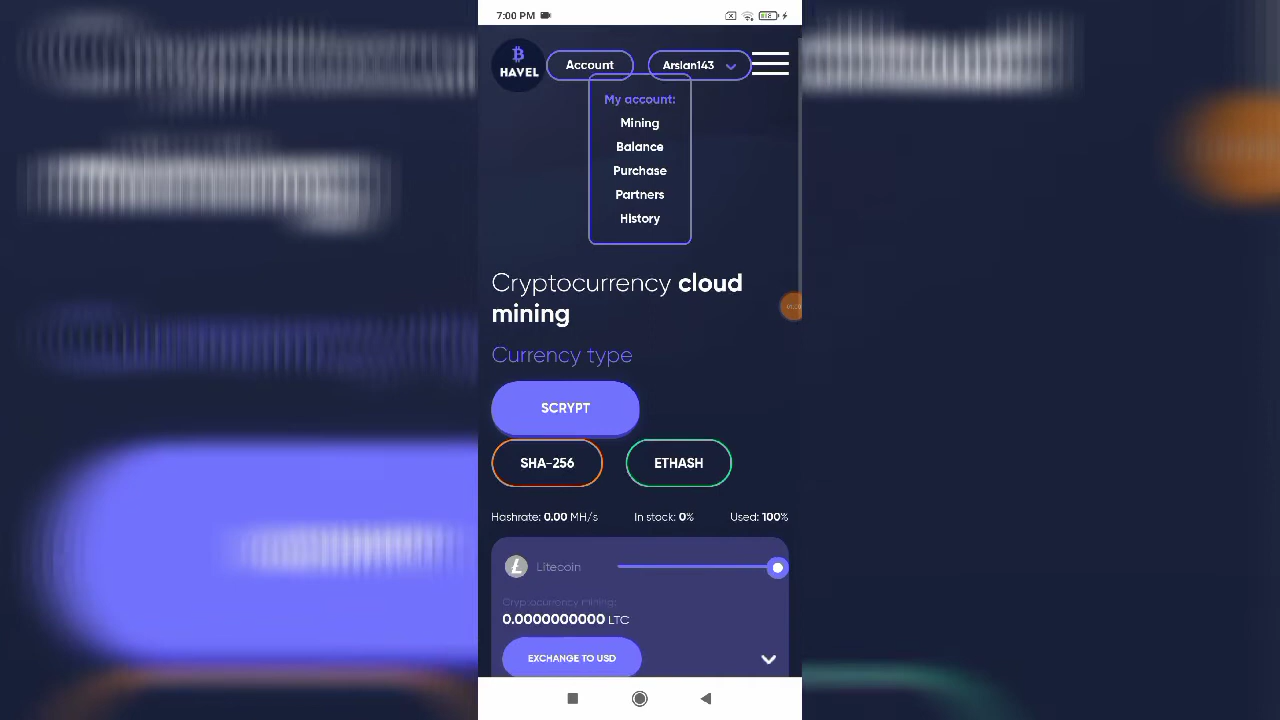 7:00 PM
HAVEL
Account
Arslan143
My account:
Mining
Balance
Purchase
Partners
History
Cryptocurrency cloud
mining
Currency type
SCRYPT
SHA-256
ETHASH
Hashrate: 0.00 MH/s
In stock: 0%
Used: 100%
Litecoin
Cryptocurrency mining:
0.0000000000 LTC
EXCHANGE TO USD